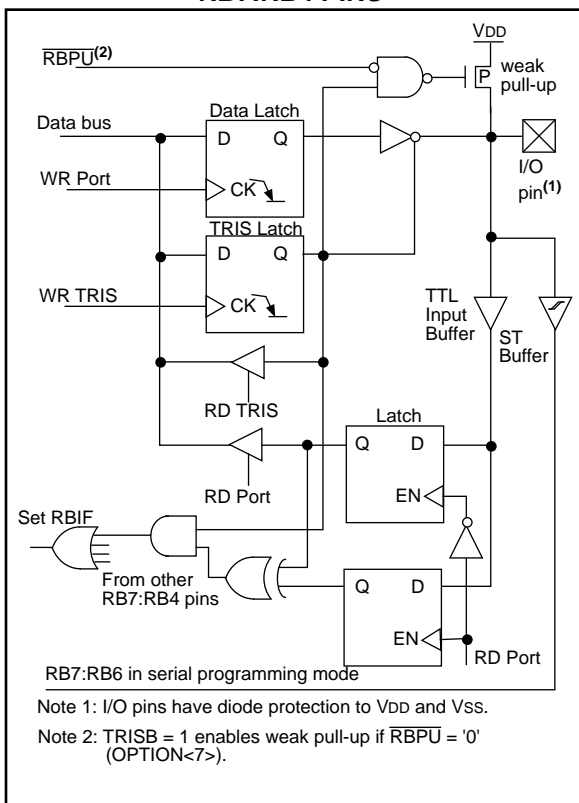 RBPU(2)
VDD
P
weak
pull-up
Data Latch
Data bus
D
Q
WR Port
CK
I/O
pin(1)
TRIS Latch
D
Q
WR TRIS
CK
TTL
Input
Buffer
ST
Buffer
RD TRIS
Latch
Q
D
RD Port
EN
Set RBIF
From other
RB7:RB4 pins
Q
D
EN
RD Port
RB7:RB6 in serial programming mode
Note 1: I/O pins have diode protection to VDD and VSS.
Note 2: TRISB = 1 enables weak pull-up if RBPU = '0'
(OPTION<7>).